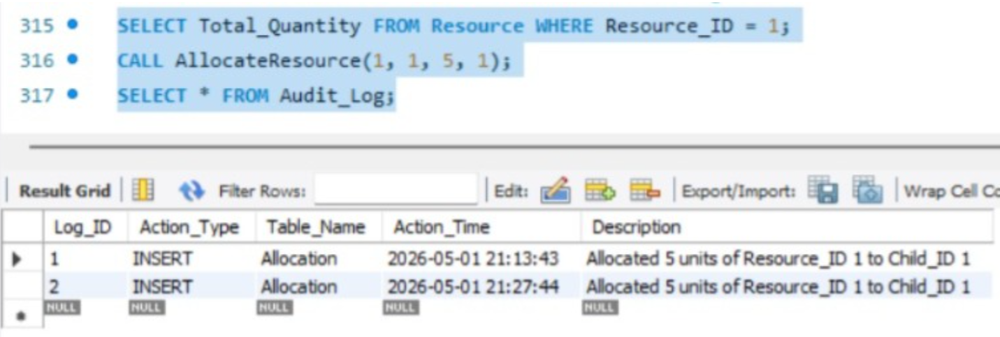 315 SELECT Total_Quantity FROM Resource WHERE Resource_ID = 1;
316 CALL AllocateResource(1, 1, 5, 1);
317 SELECT * FROM Audit_Log;
Result Grid Filter Rows: Edit: Export/Import: Wrap Cell Co
Log_ID Action_Type Table_Name Action_Time Description
1 INSERT Allocation 2026-05-01 21:13:43 Allocated 5 units of Resource_ID 1 to Child_ID 1
2 INSERT Allocation 2026-05-01 21:27:44 Allocated 5 units of Resource_ID 1 to Child_ID 1
NULL NULL NULL NULL NULL